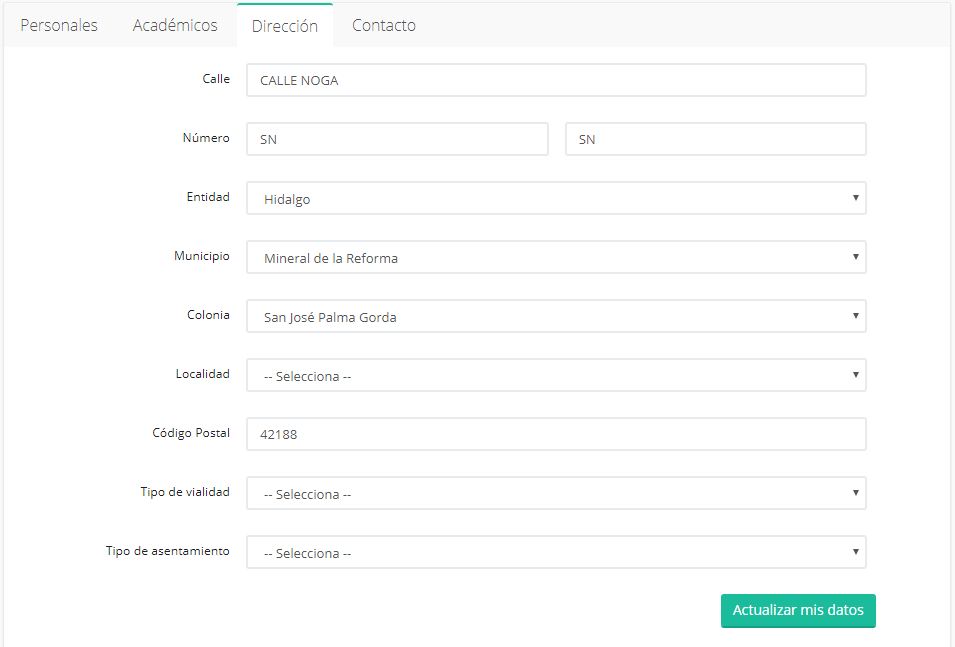 Personales Académicos Dirección Contacto
Calle CALLE NOGA
Número SN SN
Entidad Hidalgo
Municipio Mineral de la Reforma
Colonia San José Palma Gorda
Localidad -- Selecciona --
Código Postal 42188
Tipo de vialidad -- Selecciona --
Tipo de asentamiento -- Selecciona --
Actualizar mis datos